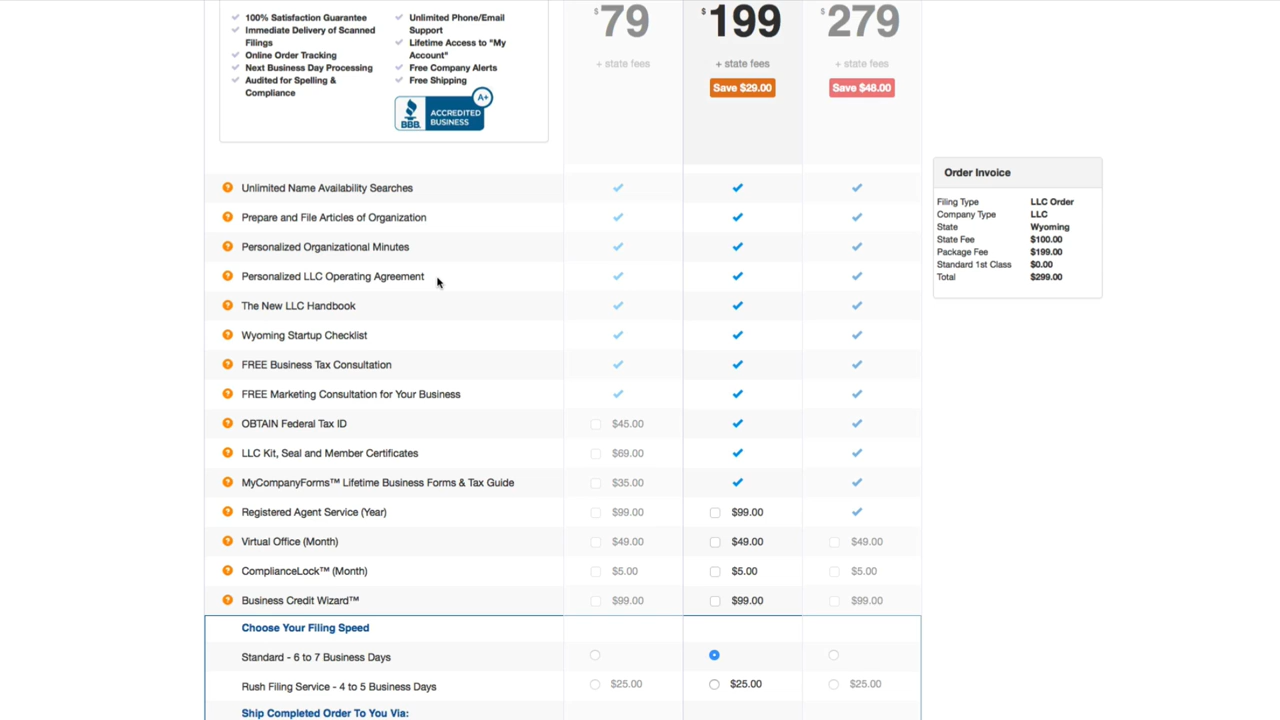 100% Satisfaction Guarantee
Immediate Delivery of Scanned
Filings
Online Order Tracking
Next Business Day Processing
Audited for Spelling &
Compliance
Unlimited Phone/Email
Support
Lifetime Access to "My
Account"
Free Company Alerts
Free Shipping
A+
BBB.
ACCREDITED
BUSINESS
$79
+ state fees
$199
+ state fees
Save $29.00
$279
+ state fees
Save $48.00
? Unlimited Name Availability Searches
? Prepare and File Articles of Organization
? Personalized Organizational Minutes
? Personalized LLC Operating Agreement
? The New LLC Handbook
? Wyoming Startup Checklist
? FREE Business Tax Consultation
? FREE Marketing Consultation for Your Business
? OBTAIN Federal Tax ID $45.00
? LLC Kit, Seal and Member Certificates $69.00
? MyCompanyForms™ Lifetime Business Forms & Tax Guide $35.00
? Registered Agent Service (Year) $99.00 $99.00
? Virtual Office (Month) $49.00 $49.00 $49.00
? ComplianceLock™ (Month) $5.00 $5.00 $5.00
? Business Credit Wizard™ $99.00 $99.00 $99.00
Choose Your Filing Speed
Standard - 6 to 7 Business Days
Rush Filing Service - 4 to 5 Business Days $25.00 $25.00 $25.00
Ship Completed Order To You Via:
Order Invoice
Filing Type LLC Order
Company Type LLC
State Wyoming
State Fee $100.00
Package Fee $199.00
Standard 1st Class $0.00
Total $299.00